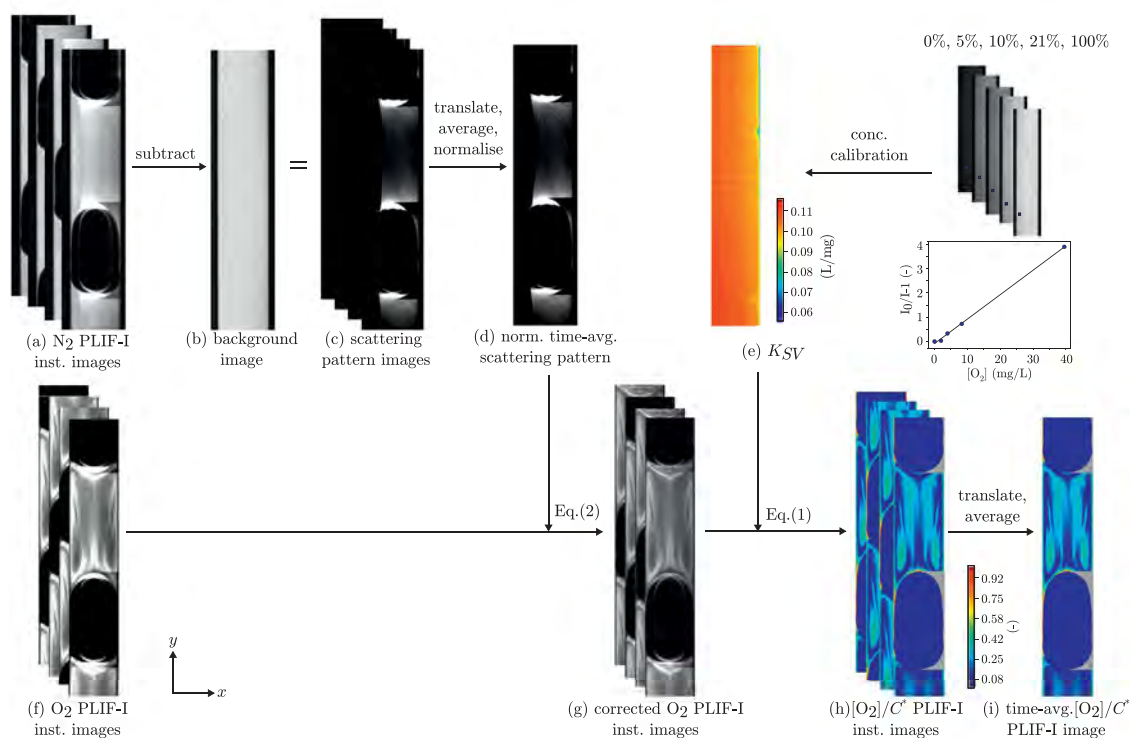 0%, 5%, 10%, 21%, 100%
subtract
=
translate,
average,
normalise
conc.
calibration
0.11
0.10
0.09
0.08
0.07
0.06
(L/mg)
4
3
2
1
0
I0/I-1 (-)
0 10 20 30 40
[O2] (mg/L)
(a) N2 PLIF-I
inst. images
(b) background
image
(c) scattering
pattern images
(d) norm. time-avg.
scattering pattern
(e) KSV
Eq.(2)
Eq.(1)
translate,
average
0.92
0.75
0.58
0.42
0.25
0.08
(-)
y
x
(f) O2 PLIF-I
inst. images
(g) corrected O2 PLIF-I
inst. images
(h)[O2]/C* PLIF-I
inst. images
(i) time-avg.[O2]/C*
PLIF-I image